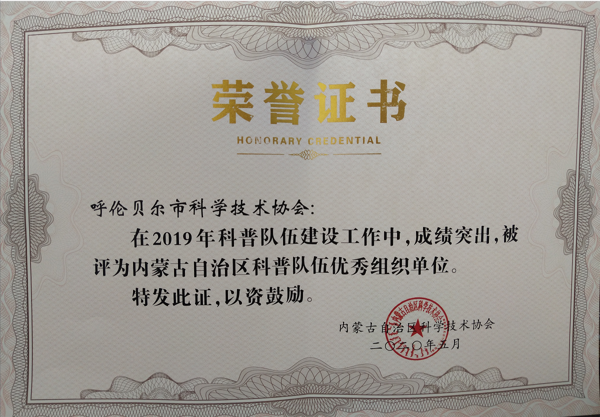 荣誉证书
HONORARY CREDENTIAL
呼伦贝尔市科学技术协会:
在2019年科普队伍建设工作中,成绩突出,被
评为内蒙古自治区科普队伍优秀组织单位。
特发此证,以资鼓励。
内蒙古自治区科学技术协会
二〇二〇年五月